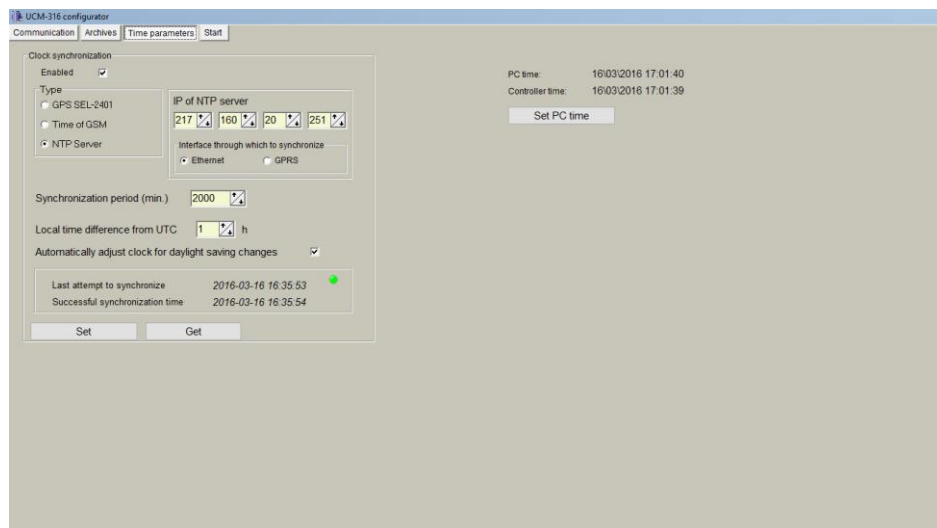 UCM-316 configurator
Communication Archives Time parameters Start
Clock synchronization
Enabled
Type
GPS SEL-2401
Time of GSM
NTP Server
IP of NTP server
217 160 20 251
Interface through which to synchronize
Ethernet GPRS
Synchronization period (min.) 2000
Local time difference from UTC 1 h
Automatically adjust clock for daylight saving changes
Last attempt to synchronize 2016-03-16 16:35:53
Successful synchronization time 2016-03-16 16:35:54
Set Get
PC time: 16\03\2016 17:01:40
Controller time: 16\03\2016 17:01:39
Set PC time